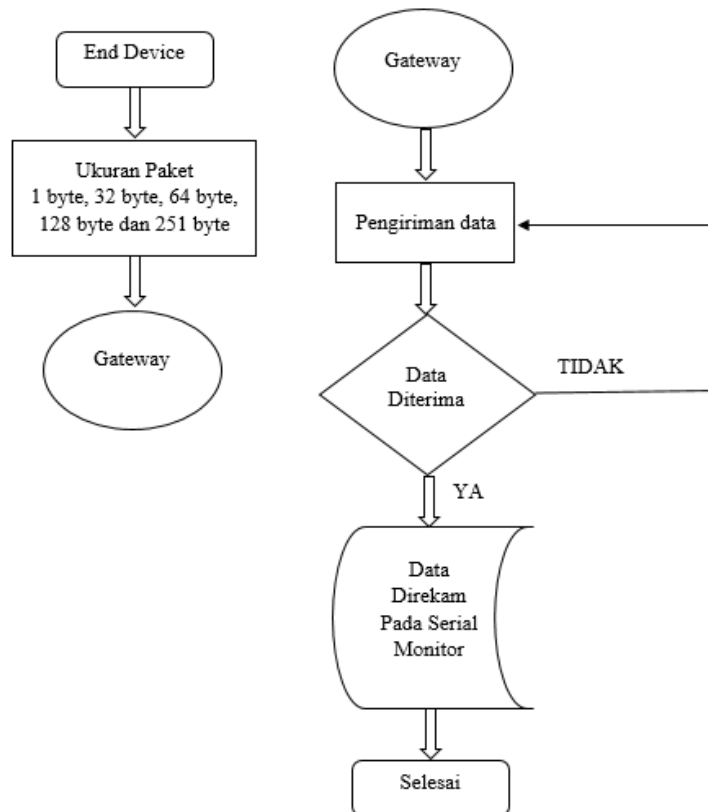 End Device
Ukuran Paket
1 byte, 32 byte, 64 byte,
128 byte dan 251 byte
Gateway
Gateway
Pengiriman data
Data
Diterima
TIDAK
YA
Data
Direkam
Pada Serial
Monitor
Selesai